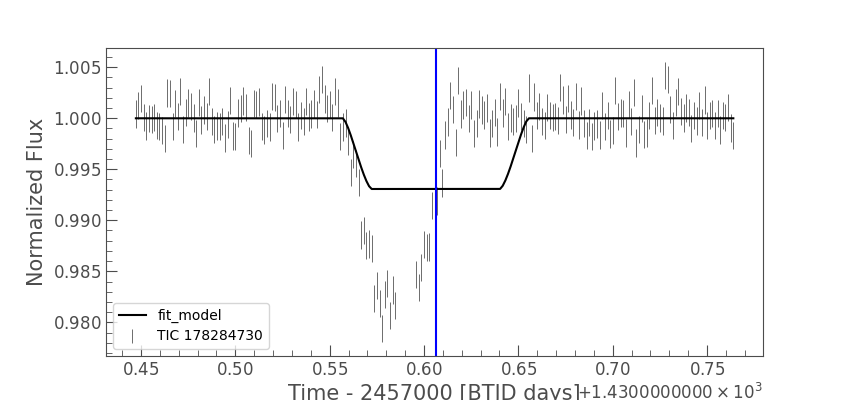 1.005
1.000
0.995
0.990
0.985
0.980
Normalized Flux
fit_model
TIC 178284730
0.45 0.50 0.55 0.60 0.65 0.70 0.75
Time - 2457000 [BTJD days]
+1.4300000000 × 10³